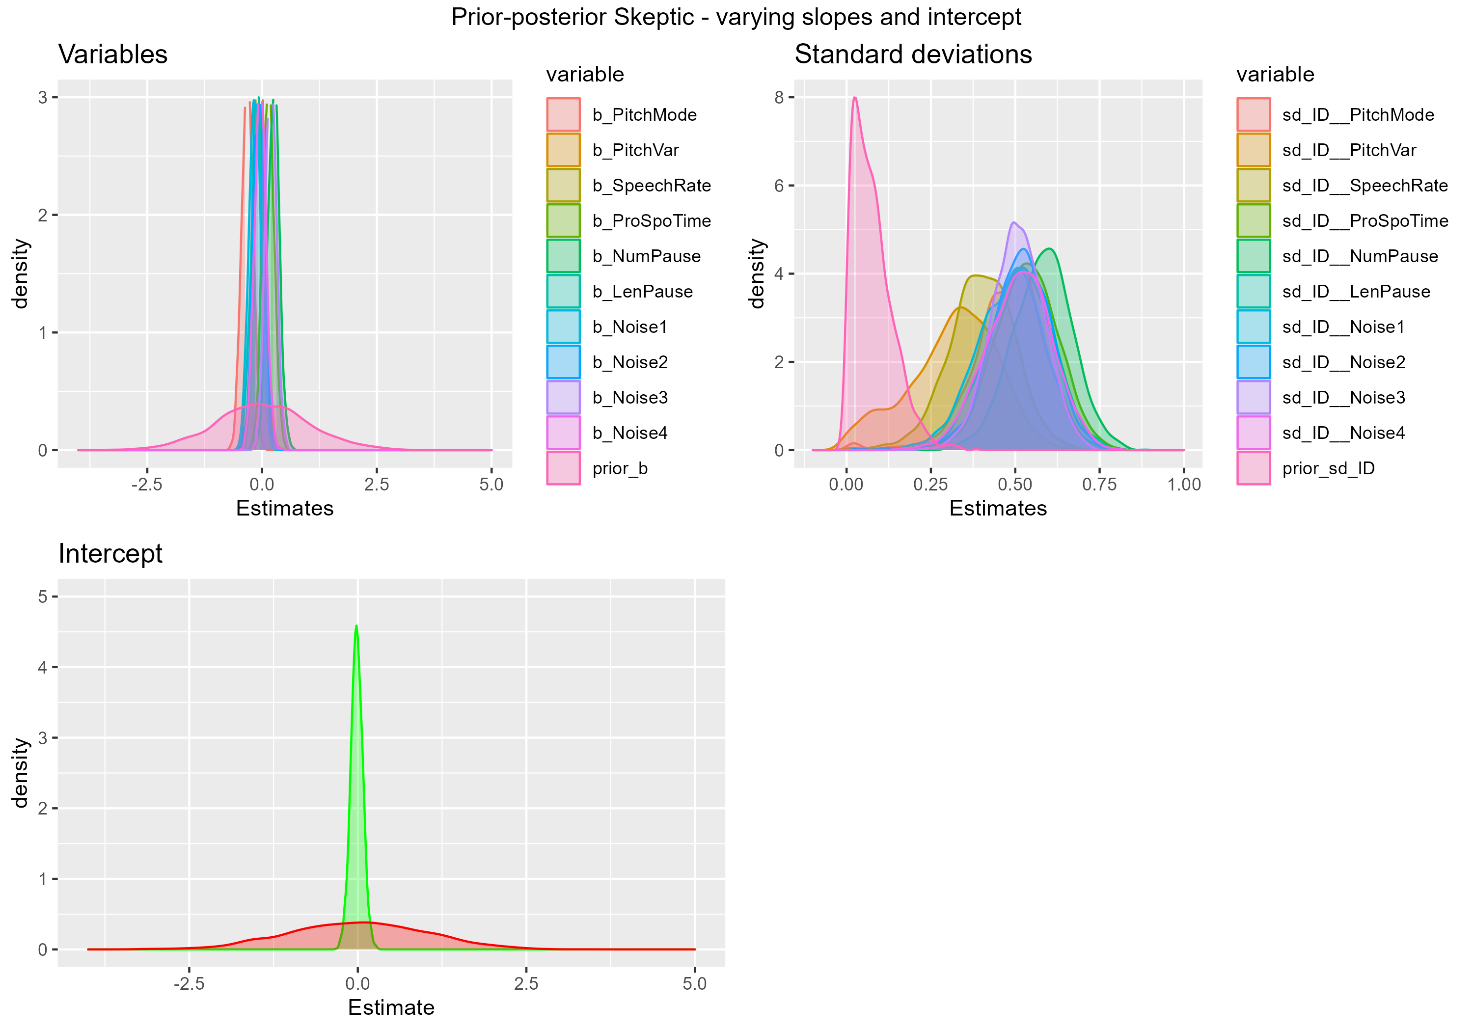 Prior-posterior Skeptic - varying slopes and intercept
Variables
3
2
1
0
density
-2.5
0.0
2.5
5.0
Estimates
variable
b_PitchMode
b_PitchVar
b_SpeechRate
b_ProSpoTime
b_NumPause
b_LenPause
b_Noise1
b_Noise2
b_Noise3
b_Noise4
prior_b
Standard deviations
8
6
4
2
0
density
0.00
0.25
0.50
0.75
1.00
Estimates
variable
sd_ID__PitchMode
sd_ID__PitchVar
sd_ID__SpeechRate
sd_ID__ProSpoTime
sd_ID__NumPause
sd_ID__LenPause
sd_ID__Noise1
sd_ID__Noise2
sd_ID__Noise3
sd_ID__Noise4
prior_sd_ID
Intercept
5
4
3
2
1
0
density
-2.5
0.0
2.5
5.0
Estimate